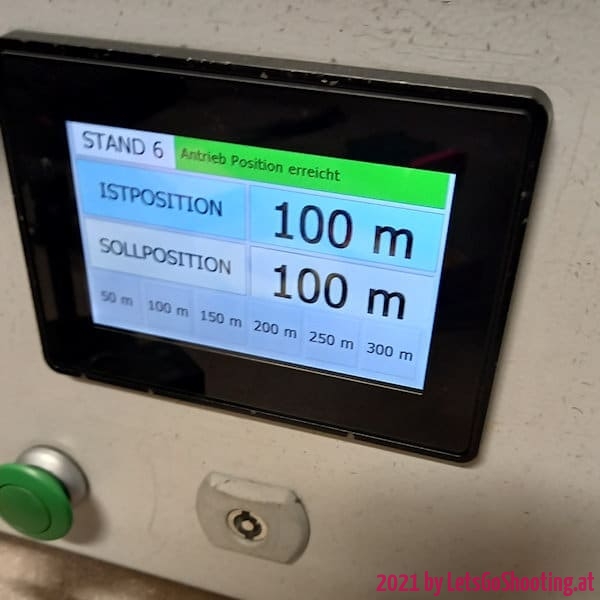 STAND 6 Antrieb Position erreicht
ISTPOSITION 100 m
SOLLPOSITION 100 m
50 m 100 m 150 m 200 m 250 m 300 m
2021 by LetsGoShooting.at